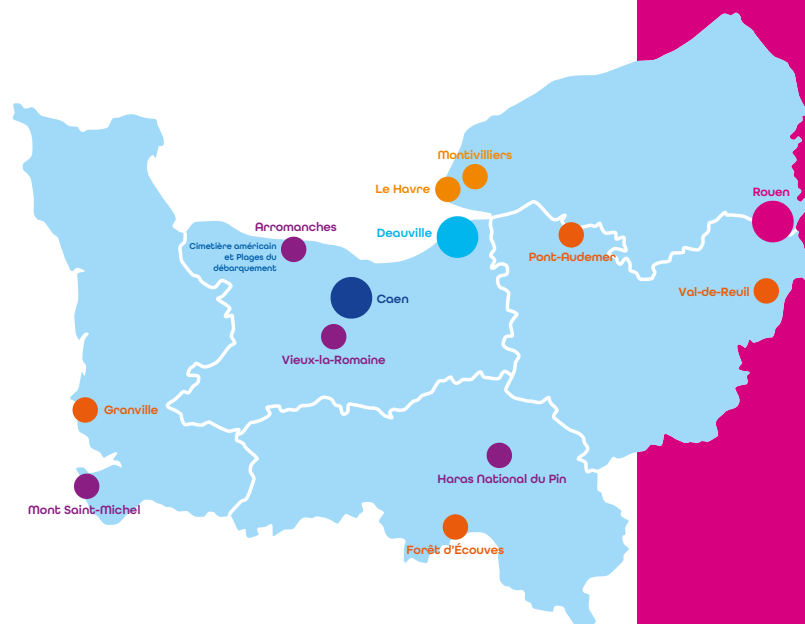 Montivilliers
Le Havre
Rouen
Arromanches
Deauville
Cimetière américain
et Plages du
débarquement
Pont-Audemer
Val-de-Reuil
Caen
Vieux-la-Romaine
Granville
Haras National du Pin
Mont Saint-Michel
Forêt d'Écouves